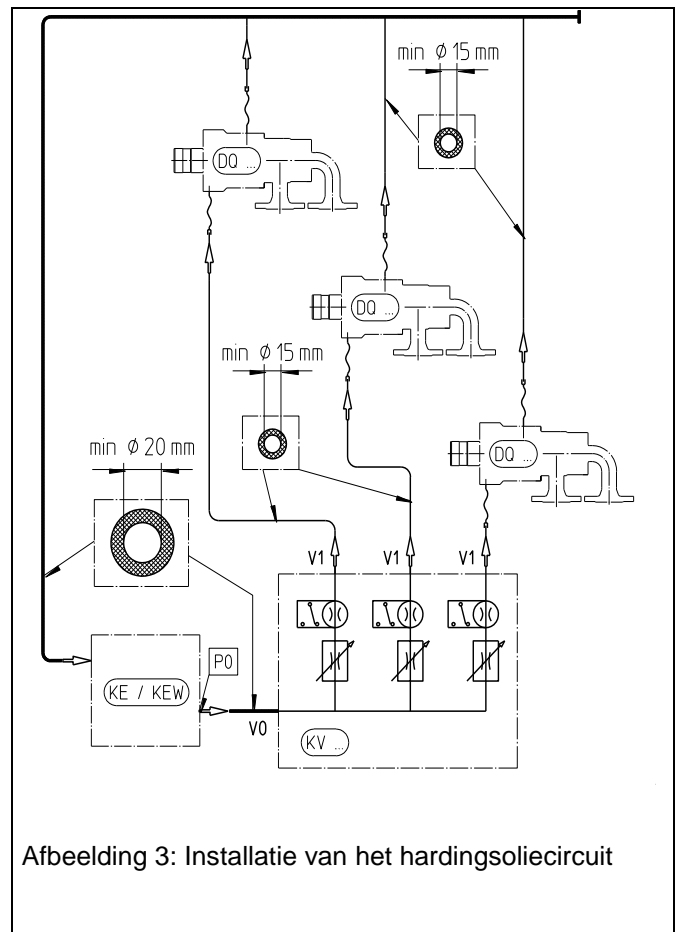 min ϕ 15 mm
DQ ...
DQ ...
min ϕ 15 mm
DQ ...
min ϕ 20 mm
V1 V1 V1
P0
KE / KEW
V0
KV ...
Afbeelding 3: Installatie van het hardingsoliecircuit